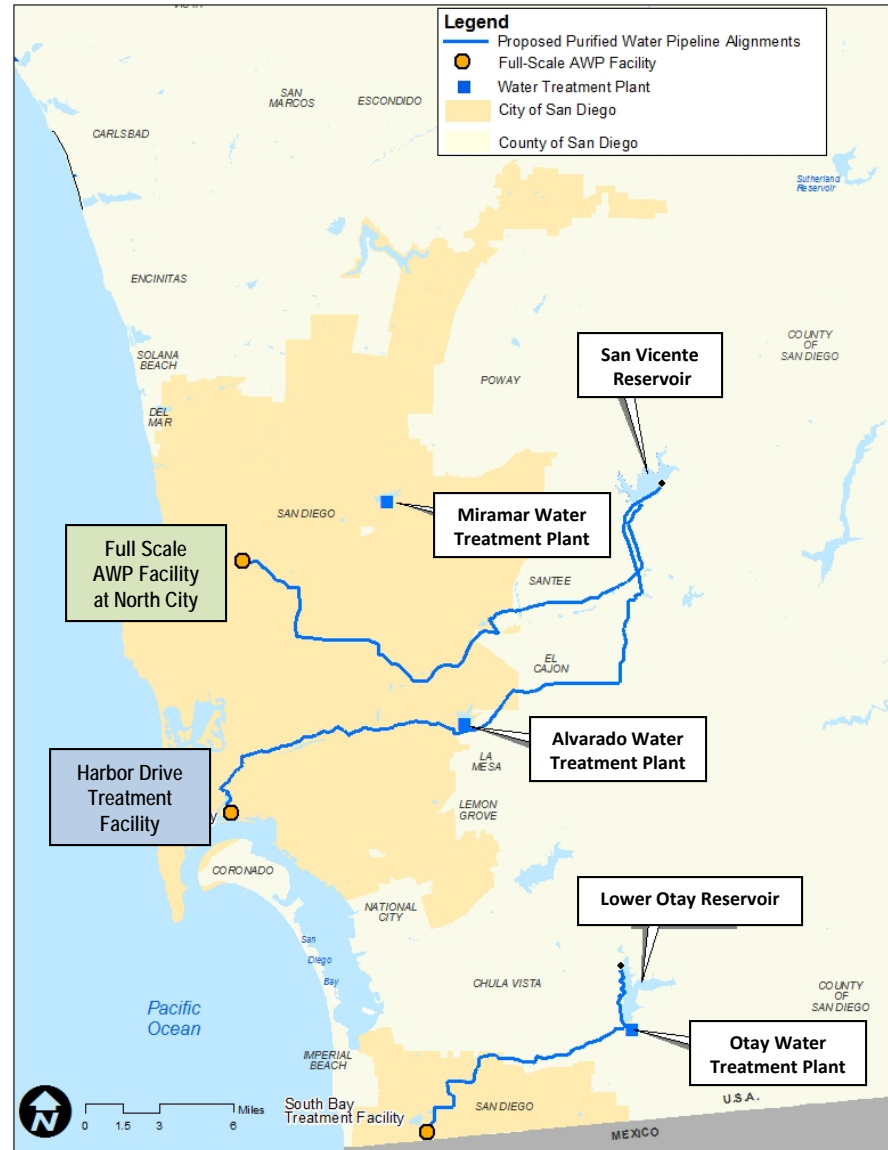 VISTA
Legend
Proposed Purified Water Pipeline Alignments
Full-Scale AWP Facility
Water Treatment Plant
City of San Diego
County of San Diego
SAN
MARCOS
ESCONDIDO
CARLSBAD
Sutherland
Reservoir
ENCINITAS
COUNTY
OF
SAN DIEGO
SOLANA
BEACH
San Vicente
Reservoir
POWAY
DEL
MAR
SAN DIEGO
Miramar Water
Treatment Plant
Full Scale
AWP Facility
at North City
SANTEE
EL
CAJON
Alvarado Water
Treatment Plant
LA
MESA
Harbor Drive
Treatment
Facility
y
LEMON
GROVE
CORONADO
Lower Otay Reservoir
NATIONAL
CITY
San
Diego
Bay
CHULA VISTA
COUNTY
OF
SAN DIEGO
Pacific
Ocean
Otay Water
Treatment Plant
IMPERIAL
BEACH
N
0 1.5 3 6
Miles
South Bay
Treatment Facility
SAN DIEGO
U.S.A.
MEXICO